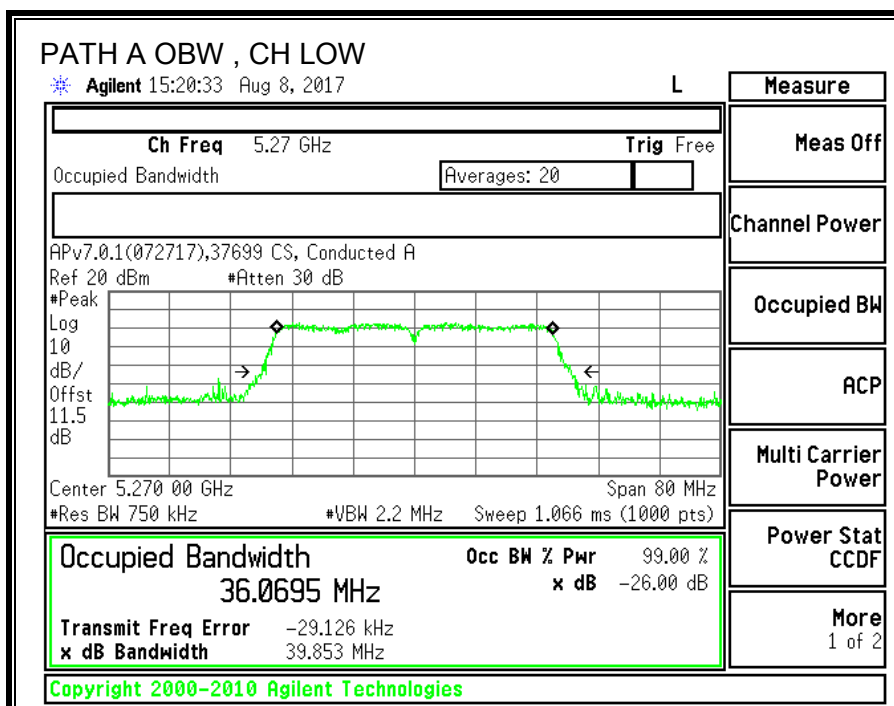 PATH A OBW , CH LOW
Agilent 15:20:33 Aug 8, 2017 L
Measure
Ch Freq 5.27 GHz Trig Free
Occupied Bandwidth Averages: 20
Meas Off
Channel Power
Occupied BW
ACP
Multi Carrier
Power
Power Stat
CCDF
More
1 of 2
APv7.0.1(072717),37699 CS, Conducted A
Ref 20 dBm #Atten 30 dB
#Peak
Log
10
dB/
Offst
11.5
dB
Center 5.270 00 GHz Span 80 MHz
#Res BW 750 kHz #VBW 2.2 MHz Sweep 1.066 ms (1000 pts)
Occupied Bandwidth Occ BW % Pwr 99.00 %
36.0695 MHz x dB -26.00 dB
Transmit Freq Error -29.126 kHz
x dB Bandwidth 39.853 MHz
Copyright 2000-2010 Agilent Technologies